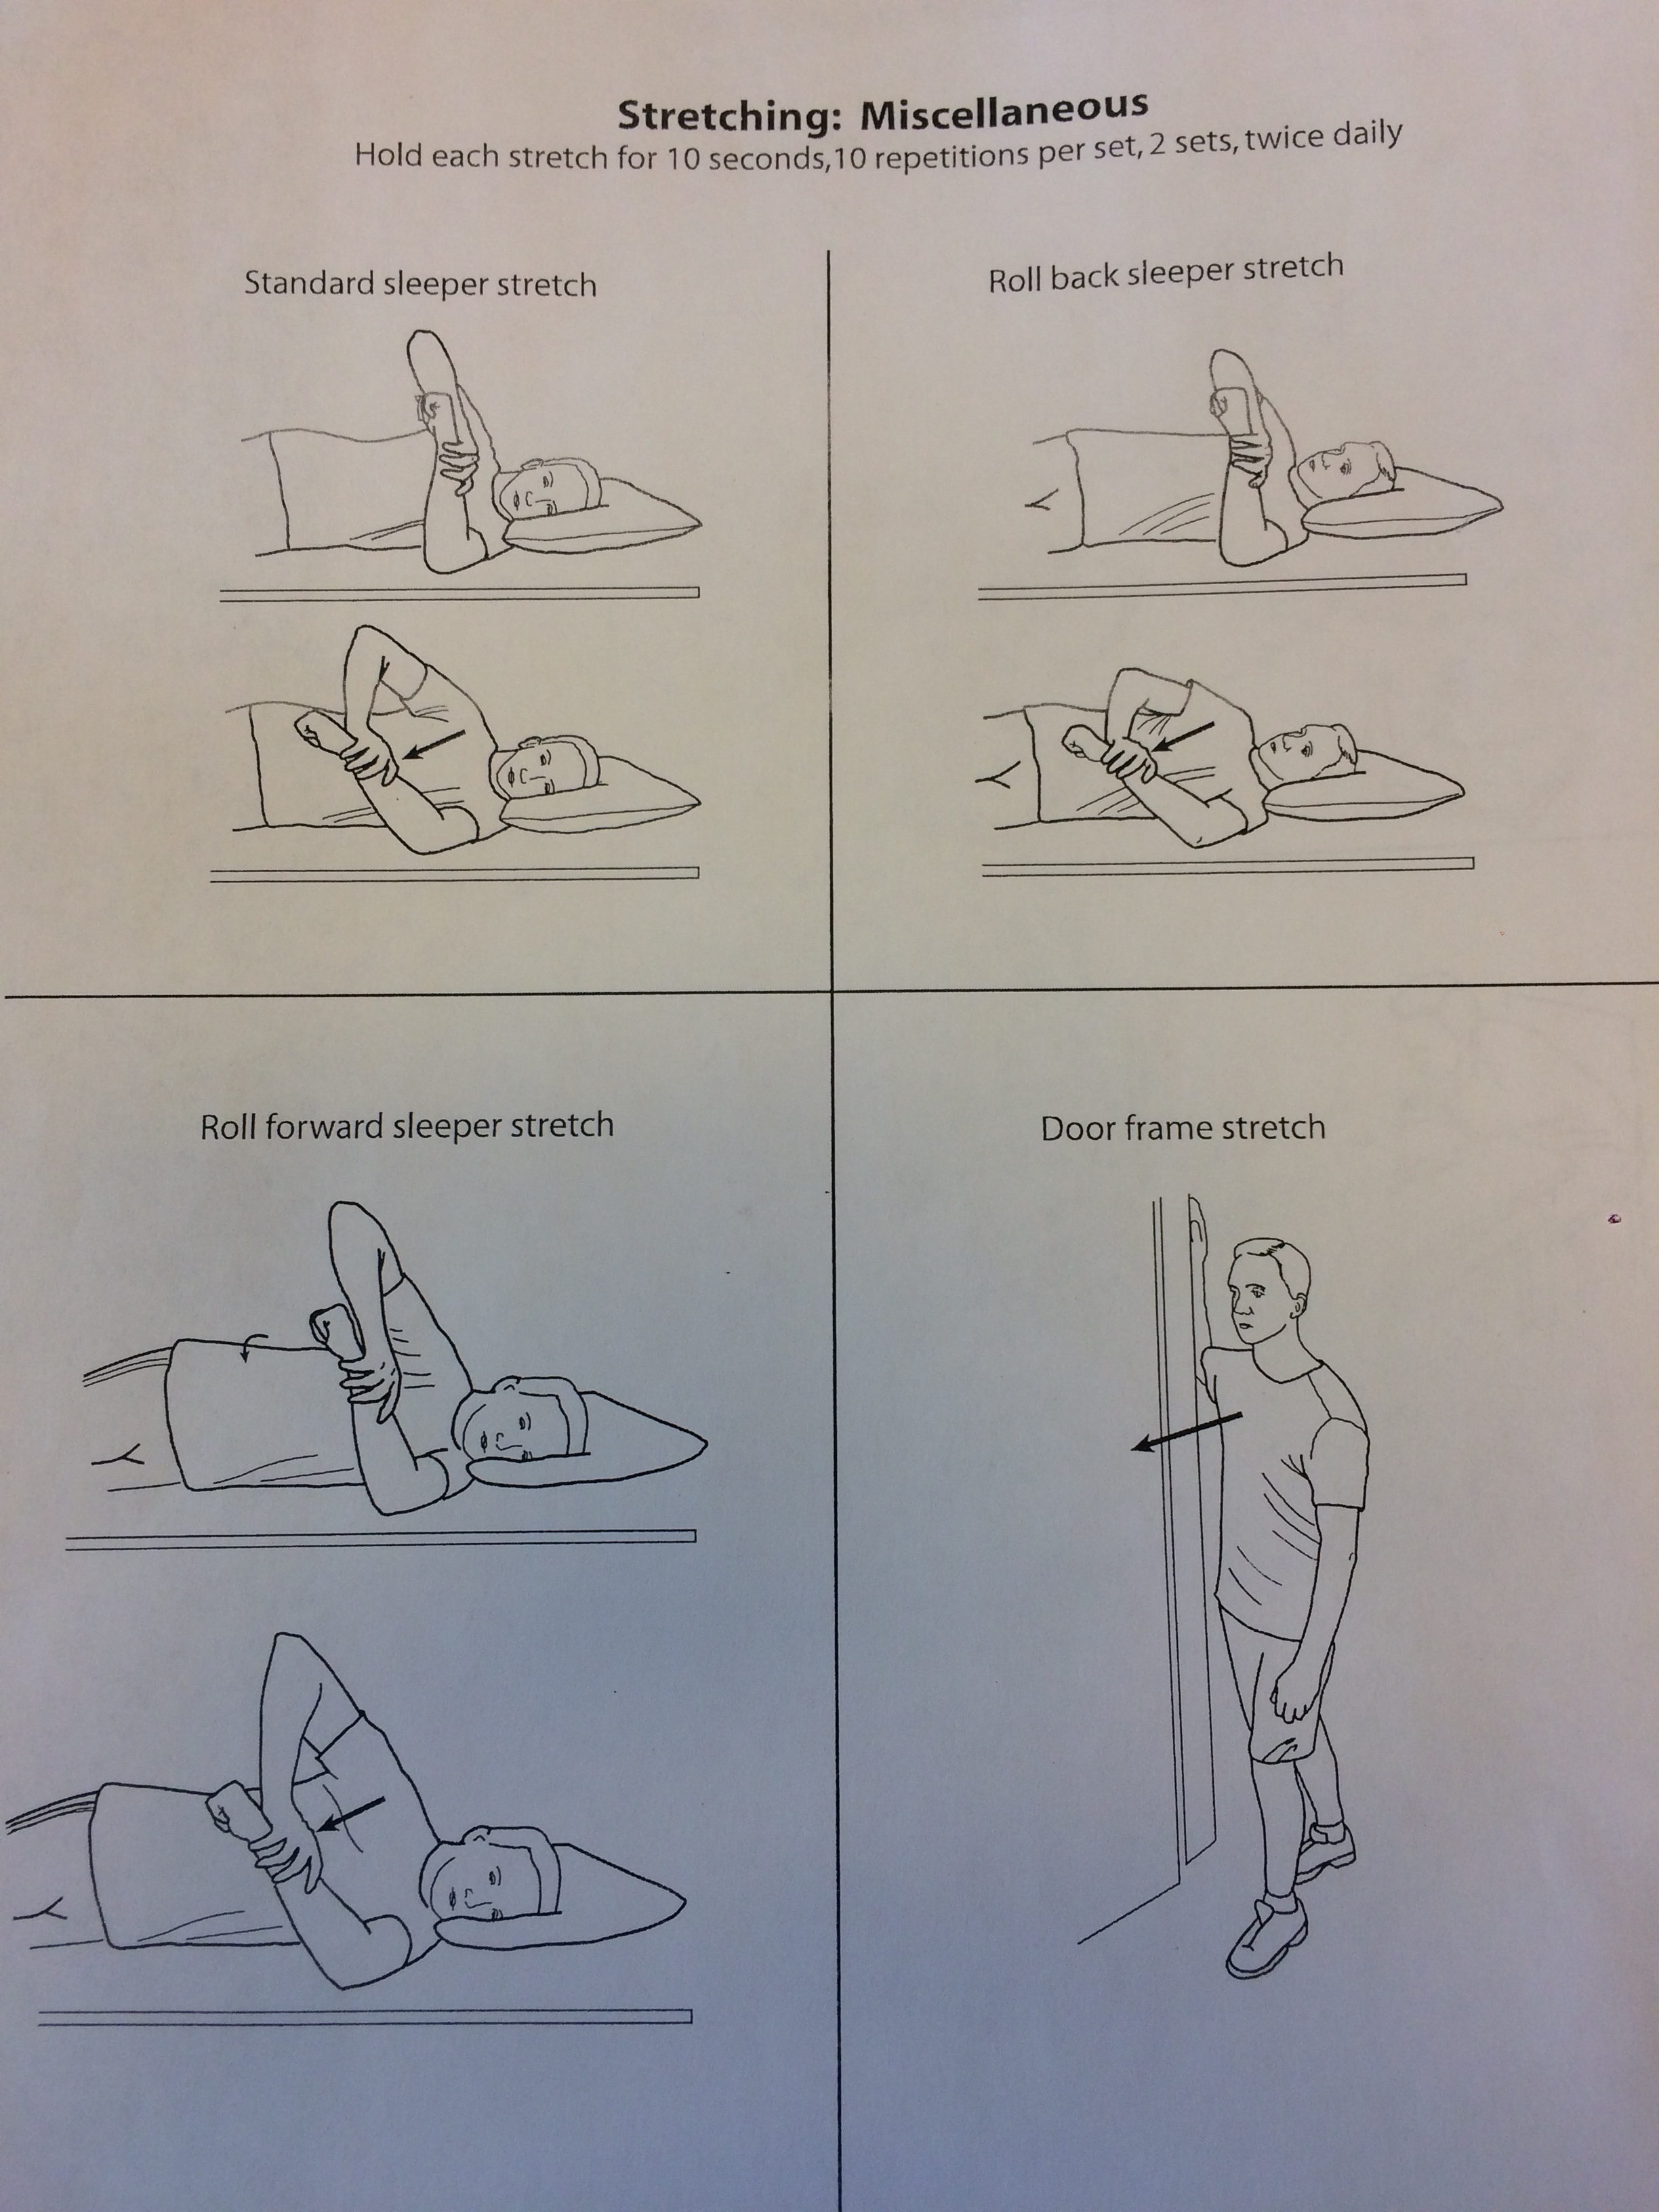 Stretching: Miscellaneous
Hold each stretch for 10 seconds,10 repetitions per set, 2 sets, twice daily
Standard sleeper stretch
Roll back sleeper stretch
Roll forward sleeper stretch
Door frame stretch